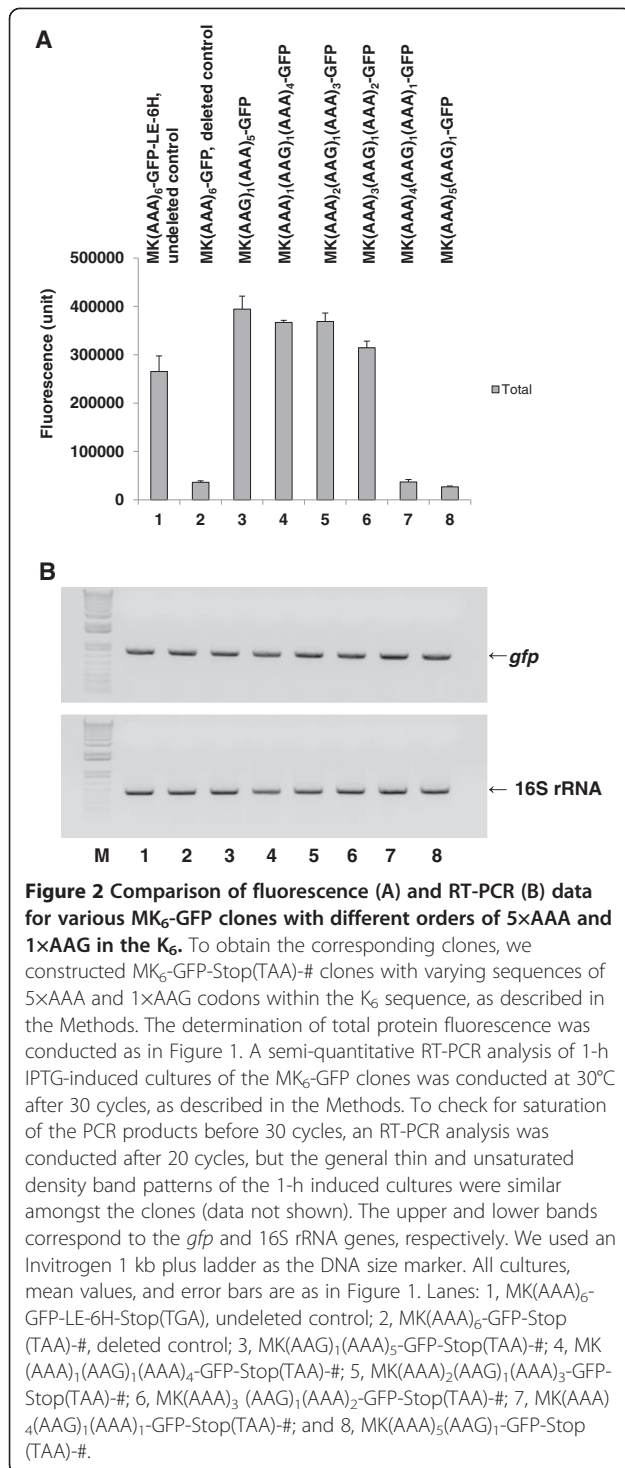 A
MK(AAA)₆-GFP-LE-6H,
undeleted control
MK(AAA)₆-GFP, deleted control
MK(AAG)₁(AAA)₅-GFP
MK(AAA)₁(AAG)₁(AAA)₄-GFP
MK(AAA)₂(AAG)₁(AAA)₃-GFP
MK(AAA)₃(AAG)₁(AAA)₂-GFP
MK(AAA)₄(AAG)₁(AAA)₁-GFP
MK(AAA)₅(AAG)₁-GFP
Fluorescence (unit)
500000
400000
300000
200000
100000
0
Total
1 2 3 4 5 6 7 8
B
←gfp
← 16S rRNA
M 1 2 3 4 5 6 7 8
Figure 2 Comparison of fluorescence (A) and RT-PCR (B) data
for various MK₆-GFP clones with different orders of 5×AAA and
1×AAG in the K₆. To obtain the corresponding clones, we
constructed MK₆-GFP-Stop(TAA)-# clones with varying sequences of
5×AAA and 1×AAG codons within the K₆ sequence, as described in
the Methods. The determination of total protein fluorescence was
conducted as in Figure 1. A semi-quantitative RT-PCR analysis of 1-h
IPTG-induced cultures of the MK₆-GFP clones was conducted at 30°C
after 30 cycles, as described in the Methods. To check for saturation
of the PCR products before 30 cycles, an RT-PCR analysis was
conducted after 20 cycles, but the general thin and unsaturated
density band patterns of the 1-h induced cultures were similar
amongst the clones (data not shown). The upper and lower bands
correspond to the gfp and 16S rRNA genes, respectively. We used an
Invitrogen 1 kb plus ladder as the DNA size marker. All cultures,
mean values, and error bars are as in Figure 1. Lanes: 1, MK(AAA)₆-
GFP-LE-6H-Stop(TGA), undeleted control; 2, MK(AAA)₆-GFP-Stop
(TAA)-#, deleted control; 3, MK(AAG)₁(AAA)₅-GFP-Stop(TAA)-#; 4, MK
(AAA)₁(AAG)₁(AAA)₄-GFP-Stop(TAA)-#; 5, MK(AAA)₂(AAG)₁(AAA)₃-GFP-
Stop(TAA)-#; 6, MK(AAA)₃ (AAG)₁(AAA)₂-GFP-Stop(TAA)-#; 7, MK(AAA)
₄(AAG)₁(AAA)₁-GFP-Stop(TAA)-#; and 8, MK(AAA)₅(AAG)₁-GFP-Stop
(TAA)-#.